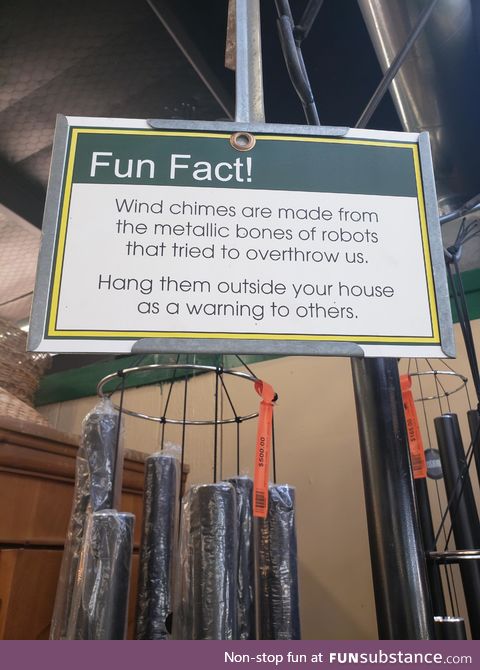 Fun Fact!
Wind chimes are made from
the metallic bones of robots
that tried to overthrow us.
Hang them outside your house
as a warning to others.
$500.00
Non-stop fun at FUNsubstance.com